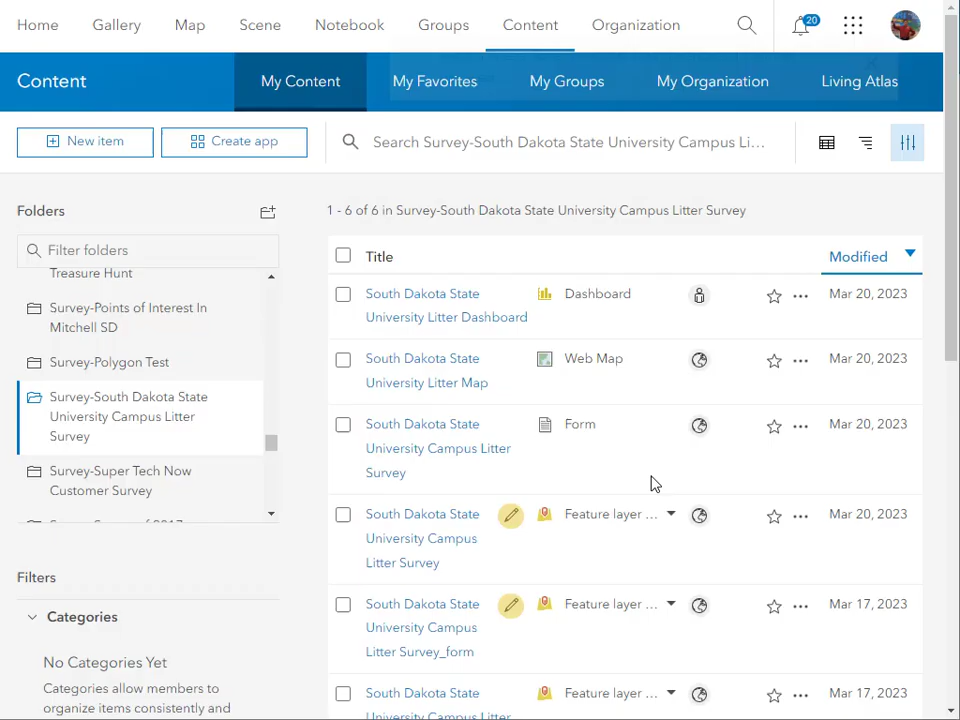 Home Gallery Map Scene Notebook Groups Content Organization 20
Content My Content My Favorites My Groups My Organization Living Atlas
New item Create app Search Survey-South Dakota State University Campus Litter Li...
Folders
1 - 6 of 6 in Survey-South Dakota State University Campus Litter Survey
Filter folders
Title Modified
Treasure Hunt
Survey-Points of Interest In
Mitchell SD
Survey-Polygon Test
Survey-South Dakota State
University Campus Litter
Survey
Survey-Super Tech Now
Customer Survey
South Dakota State Dashboard Mar 20, 2023
University Litter Dashboard
South Dakota State Web Map Mar 20, 2023
University Litter Map
South Dakota State Form Mar 20, 2023
University Campus Litter
Survey
South Dakota State Feature layer ... Mar 20, 2023
University Campus
Litter Survey
South Dakota State Feature layer ... Mar 17, 2023
University Campus
Litter Survey_form
South Dakota State Feature layer ... Mar 17, 2023
University Campus Litter
Filters
Categories
No Categories Yet
Categories allow members to
organize items consistently and